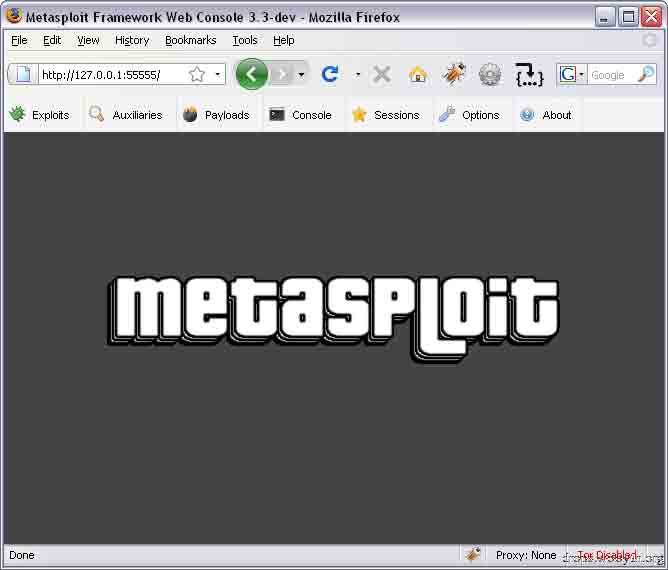 Metasploit Framework Web Console 3.3-dev - Mozilla Firefox
File Edit View History Bookmarks Tools Help
http://127.0.0.1:55555/ G Google
Exploits Auxiliaries Payloads Console Sessions Options About
metasploit
Done Proxy: None Tor Disabled